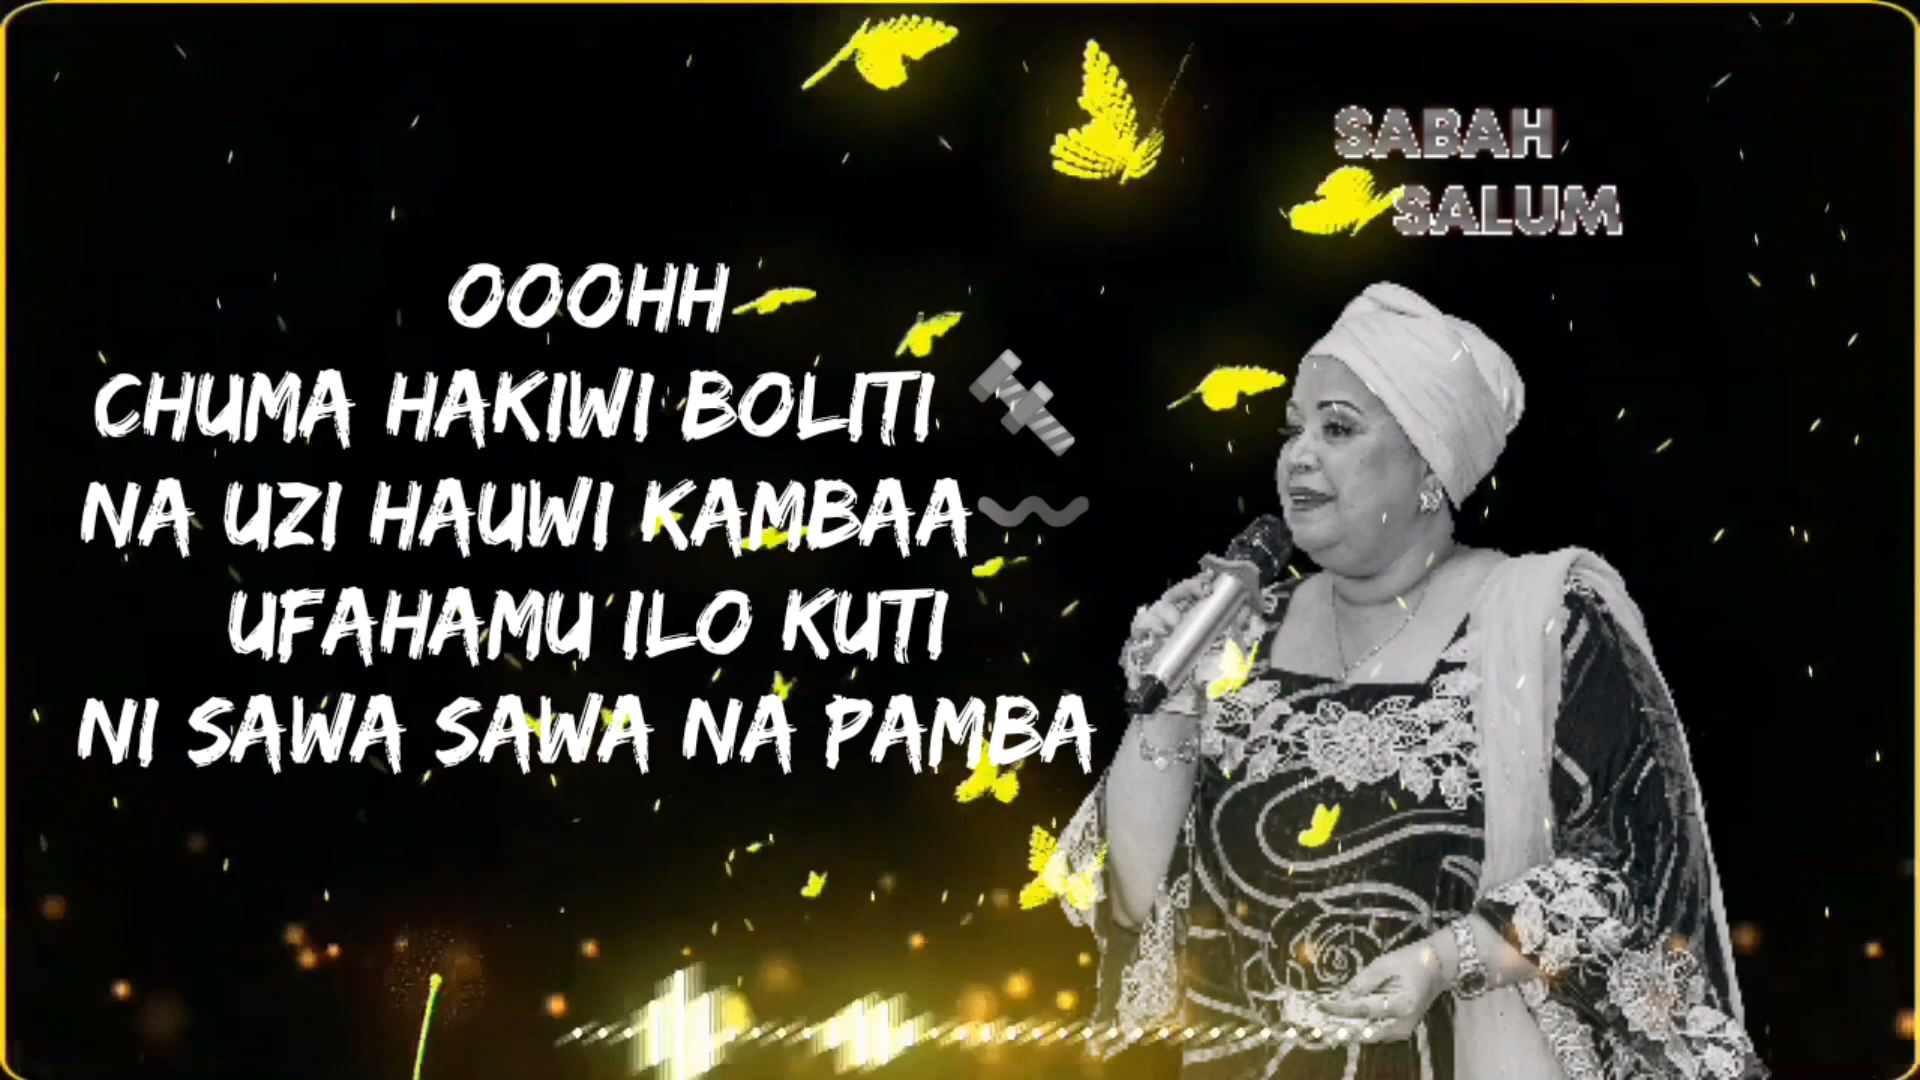 SABAH
SALUM
OOOHH
CHUMA HAKIWI BOLITI
NA UZI HAUWI KAMBAA
UFAHAMU ILO KUTI
NI SAWA SAWA NA PAMBA